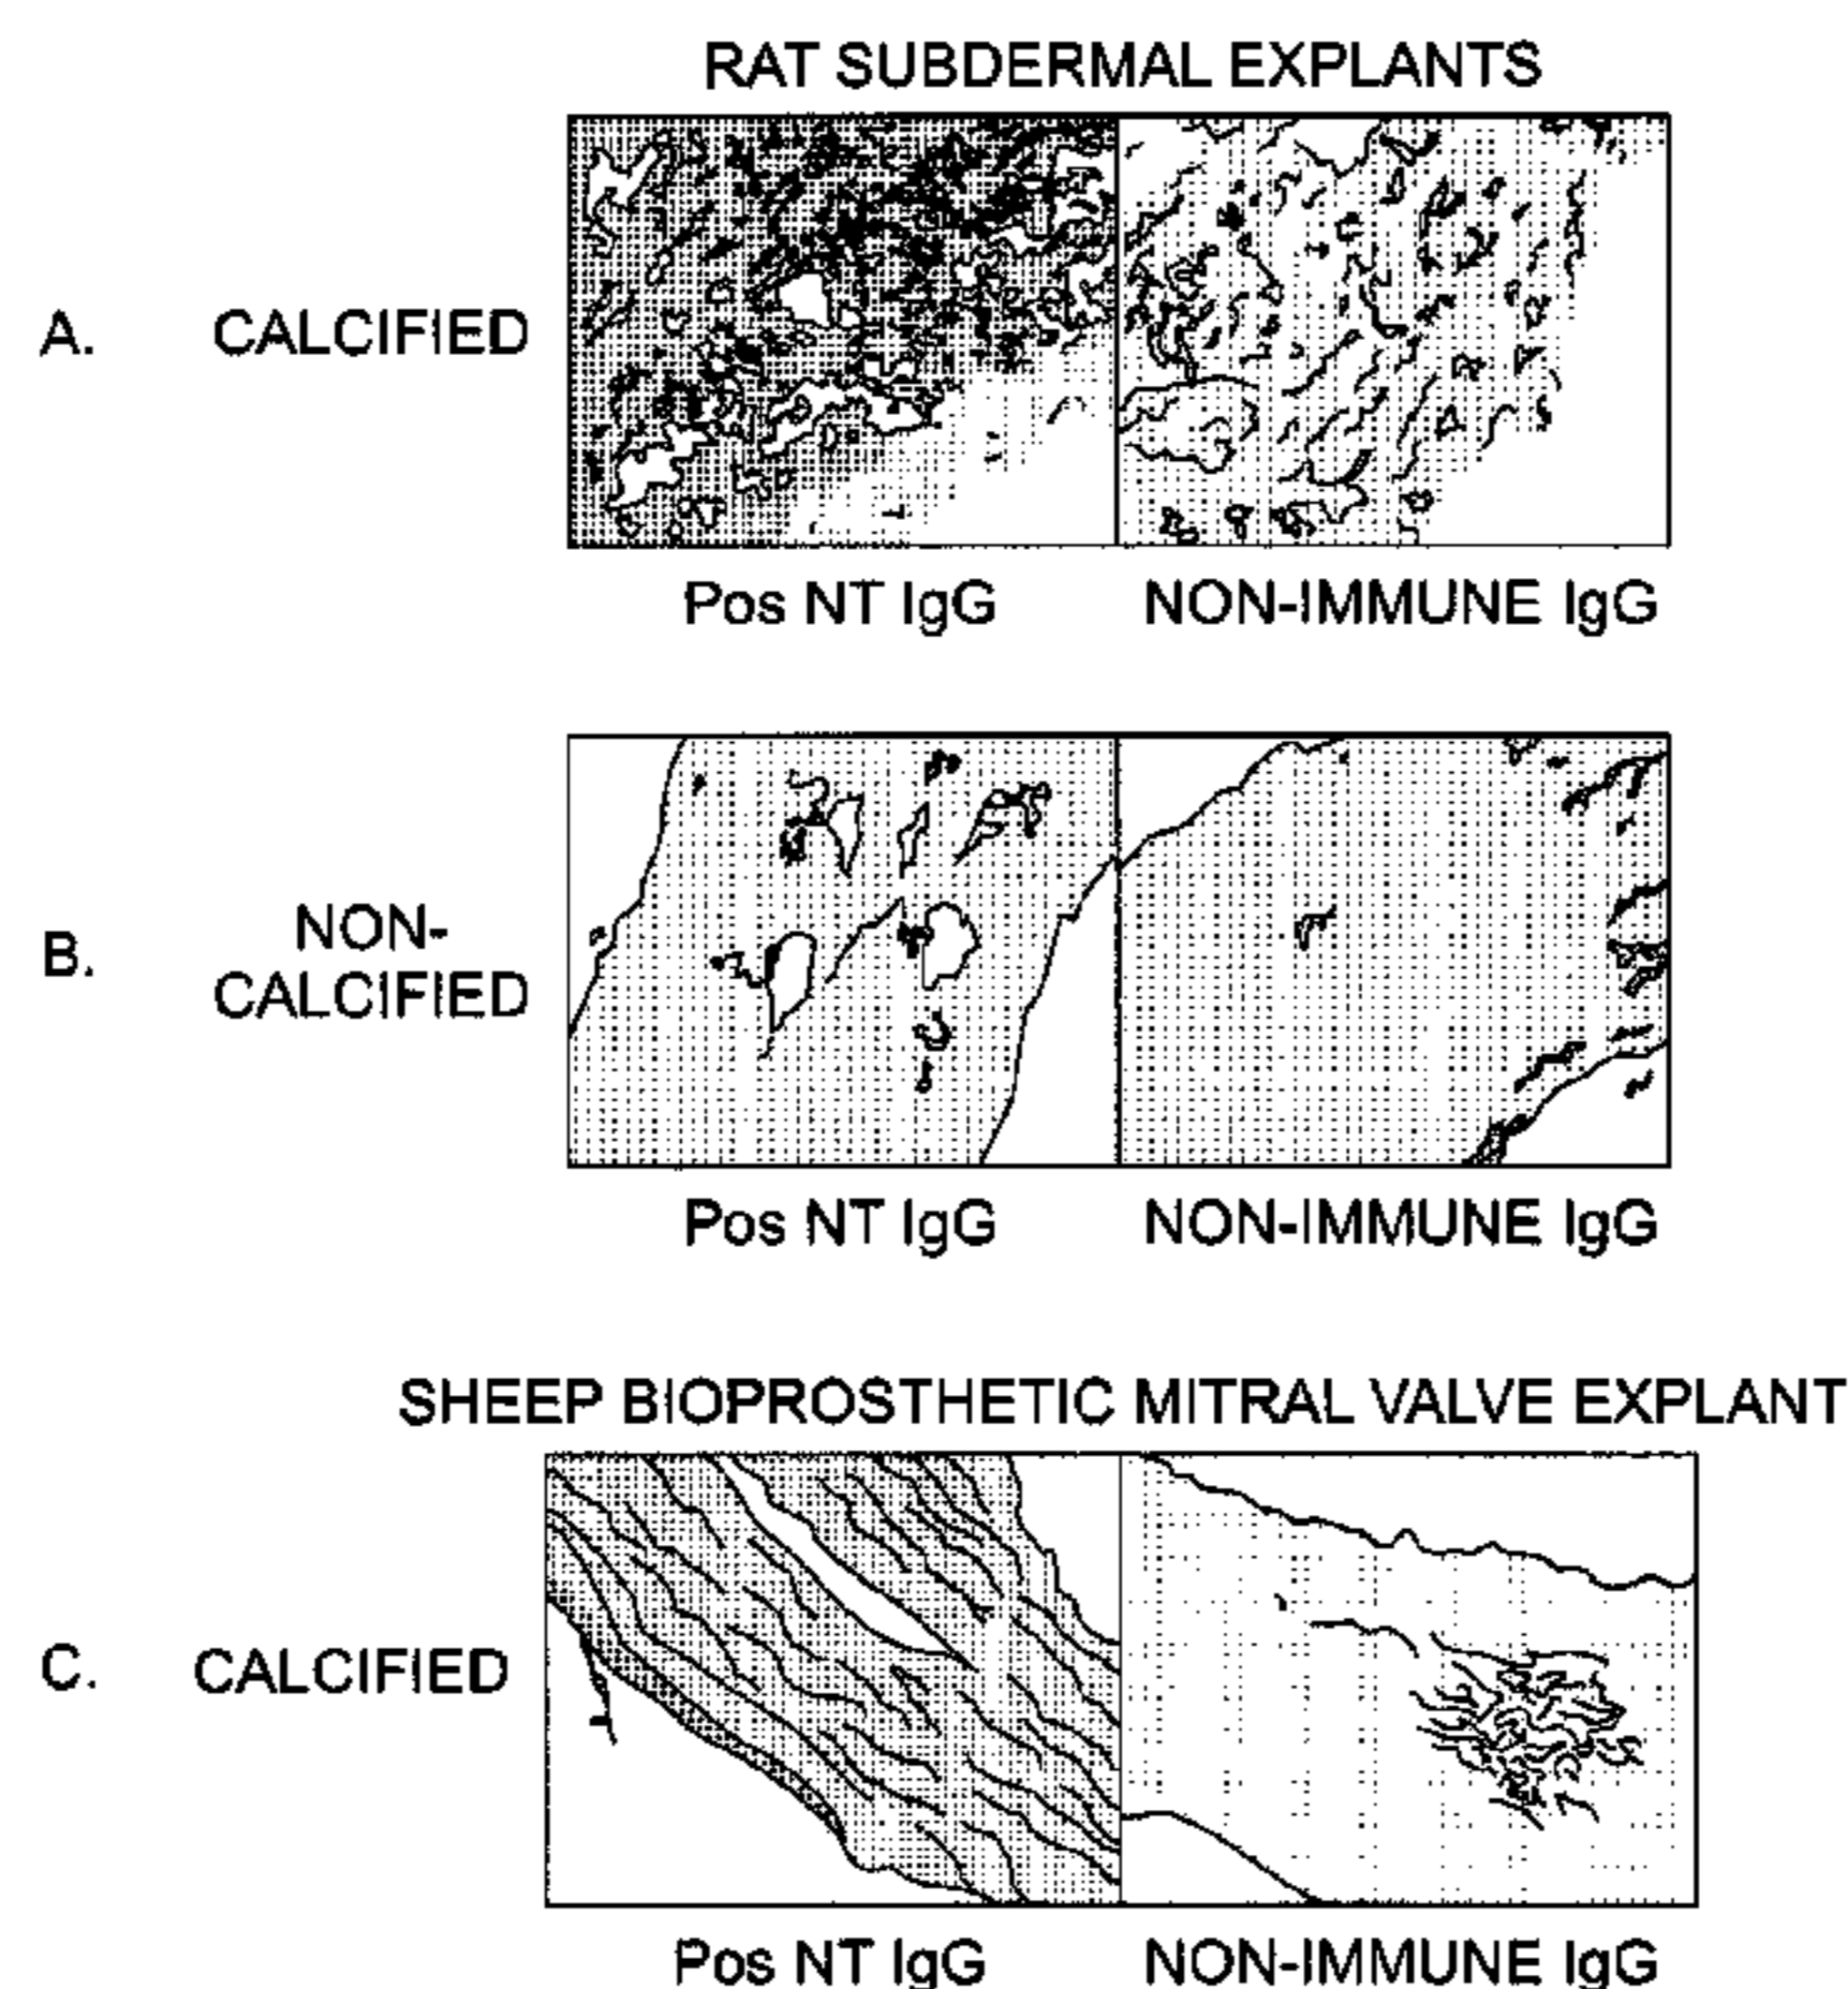 RAT SUBDERMAL EXPLANTS
A. CALCIFIED
Pos NT IgG NON-IMMUNE IgG
B. NON-
CALCIFIED
Pos NT IgG NON-IMMUNE IgG
SHEEP BIOPROSTHETIC MITRAL VALVE EXPLANT
C. CALCIFIED
Pos NT IgG NON-IMMUNE IgG